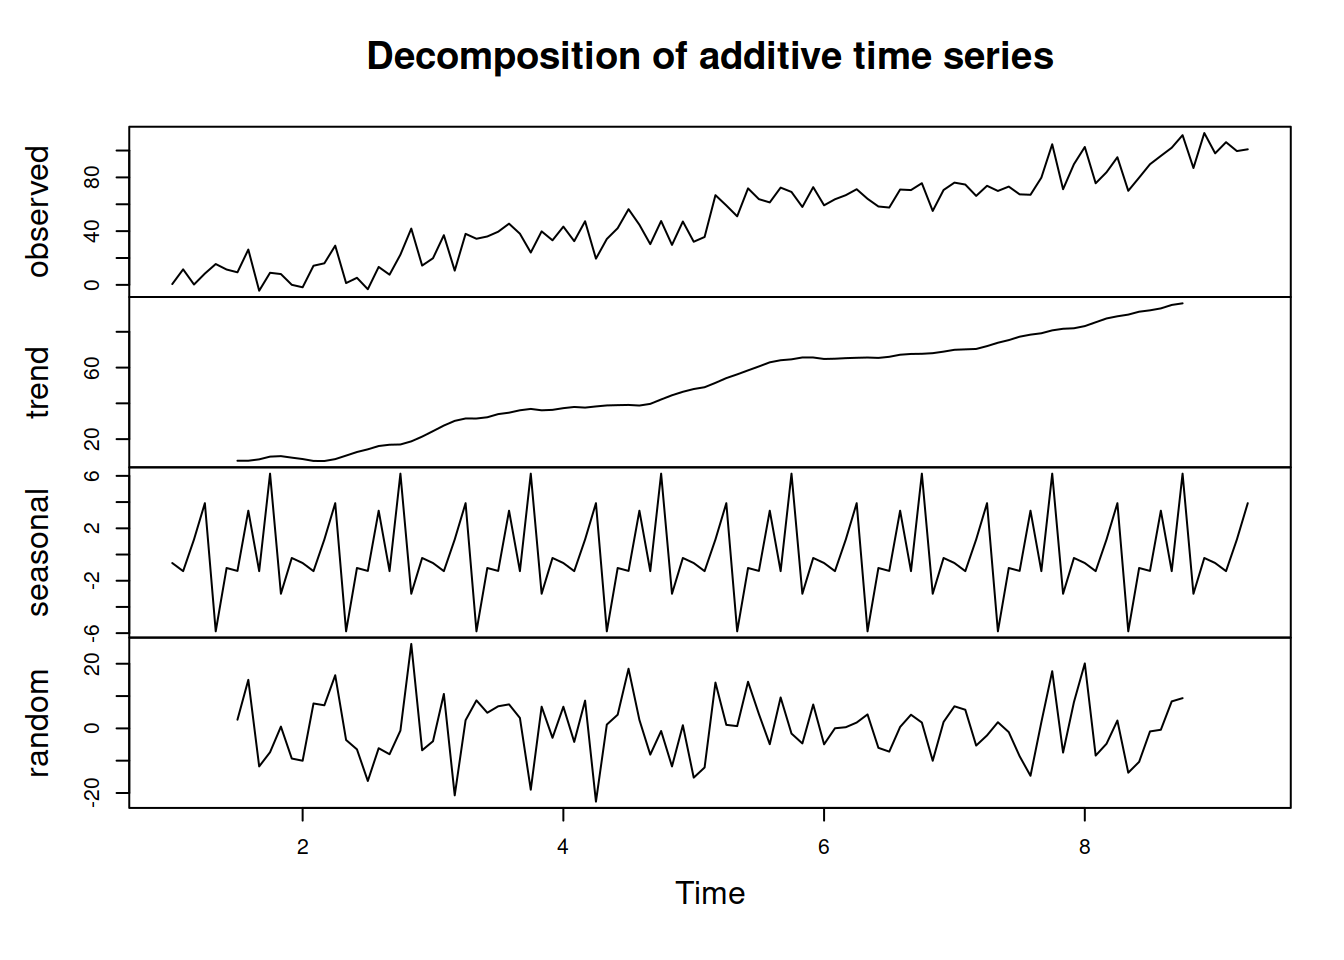 Decomposition of additive time series
observed
0 40 80
trend
20 60
seasonal
-6 -2 2 6
random
-20 0 20
2 4 6 8
Time